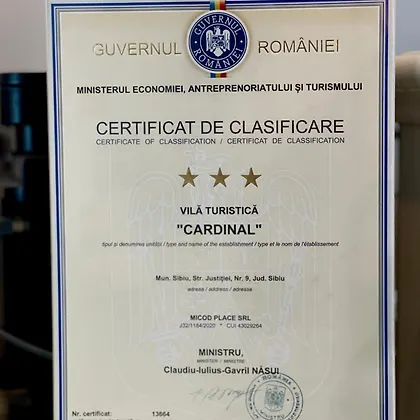 GUVERNUL ROMÂNIEI
GUVERNUL ROMÂNIEI
MINISTERUL ECONOMIEI, ANTREPRENORIATULUI ȘI TURISMULUI
CERTIFICAT DE CLASIFICARE
CERTIFICATE OF CLASSIFICATION / CERTIFICAT DE CLASSIFICATION
VILĂ TURISTICĂ
"CARDINAL"
tipul și denumirea unității / type and name of the establishment / type et le nom de l'établissement
Mun. Sibiu, Str. Justiției, Nr. 9, Jud. Sibiu
adresa / address / adresse
MICOD PLACE SRL
J32/1184/2020 * CUI 43029264
MINISTRU,
MINISTER / MINISTRE
Claudiu-Iulius-Gavril NĂSUI
ROMÂNIA
Nr. certificat: 13664